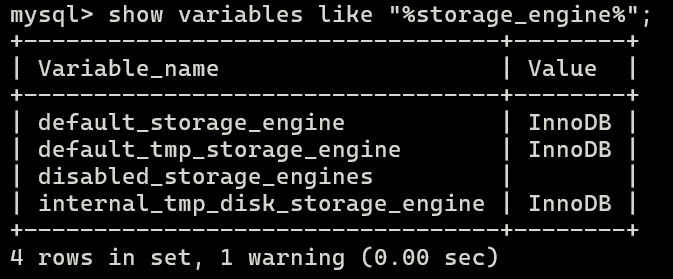 mysql> show variables like "%storage_engine%";
+----------------------------------+--------+
| Variable_name                    | Value  |
+----------------------------------+--------+
| default_storage_engine           | InnoDB |
| default_tmp_storage_engine       | InnoDB |
| disabled_storage_engines         |        |
| internal_tmp_disk_storage_engine | InnoDB |
+----------------------------------+--------+
4 rows in set, 1 warning (0.00 sec)